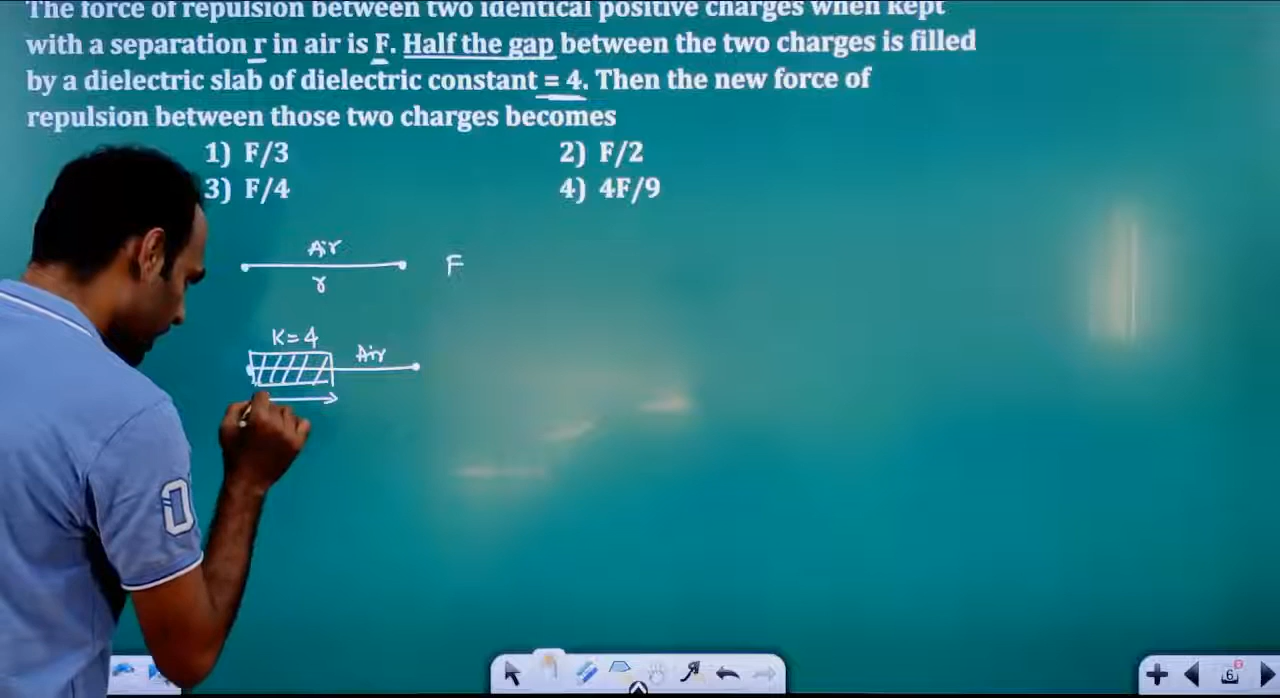 The force of repulsion between two identical positive charges when kept
with a separation r in air is F. Half the gap between the two charges is filled
by a dielectric slab of dielectric constant = 4. Then the new force of
repulsion between those two charges becomes
1) F/3 2) F/2
3) F/4 4) 4F/9
Air
r
F
K=4
Air
0
6